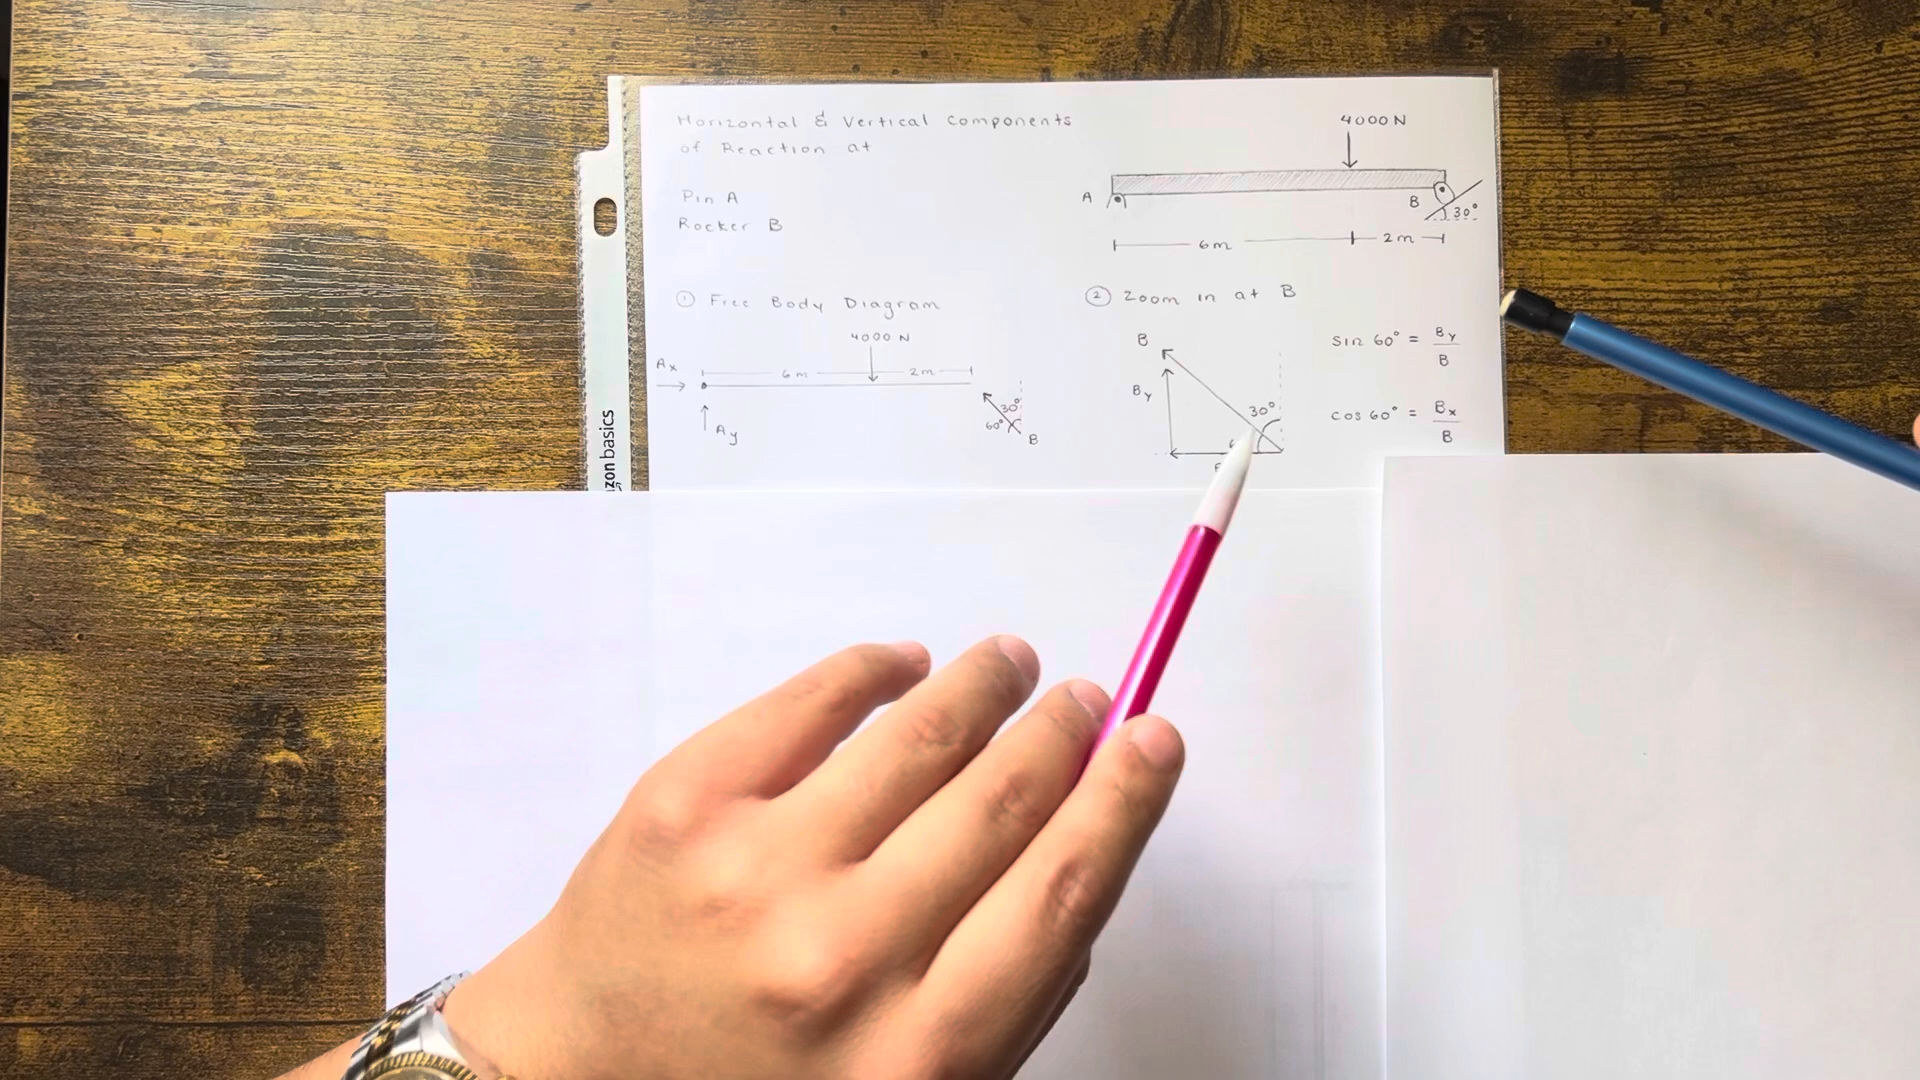 Horizontal & Vertical Components
of Reaction at
Pin A
Rocker B
4000 N
A
B
30°
6m
2m
① Free Body Diagram
4000 N
Ax
6m
2m
Ay
30°
60°
B
② Zoom in at B
B
By
30°
sin 60° = By
B
cos 60° = Bx
B
zon basics